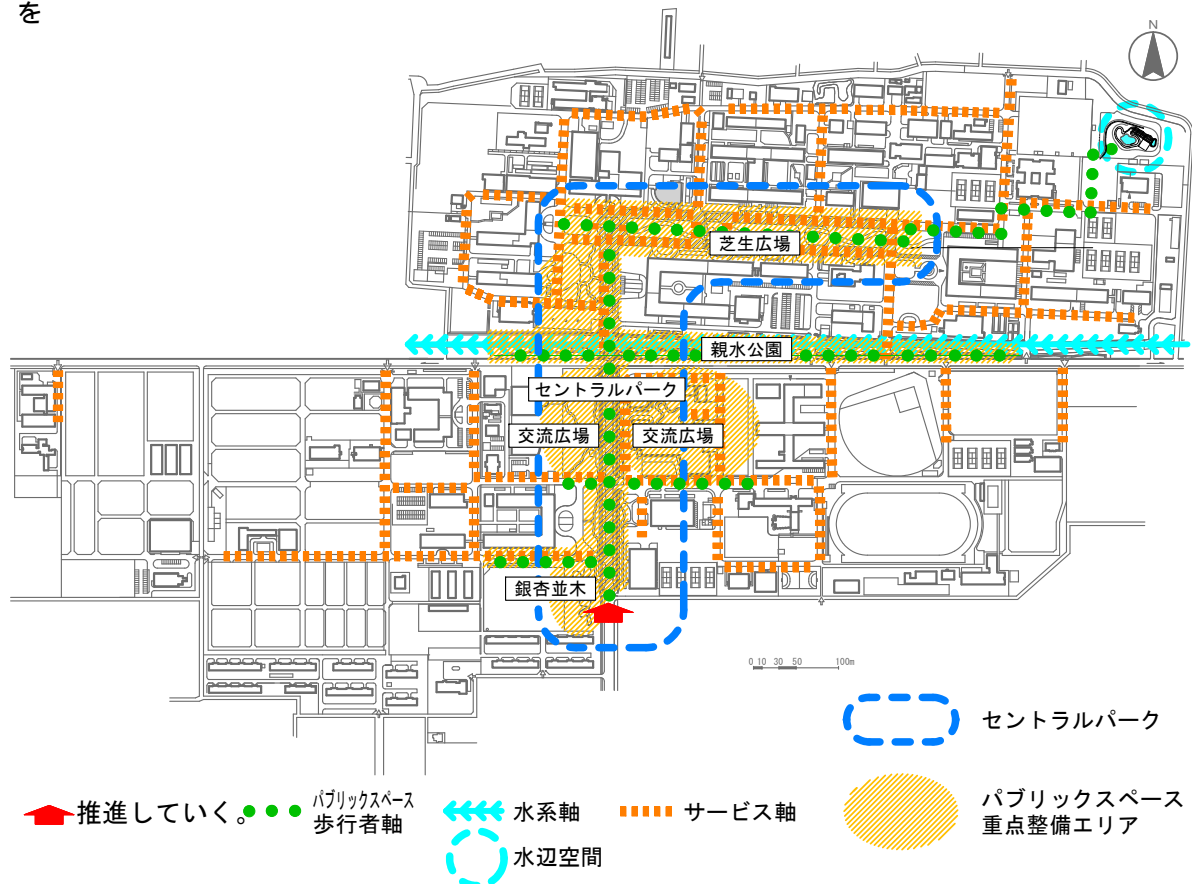 を
N
芝生広場
親水公園
セントラルパーク
交流広場
交流広場
銀杏並木
0 10 30 50 100m
セントラルパーク
推進していく。
パブリックスペース
歩行者軸
水系軸
サービス軸
パブリックスペース
重点整備エリア
水辺空間